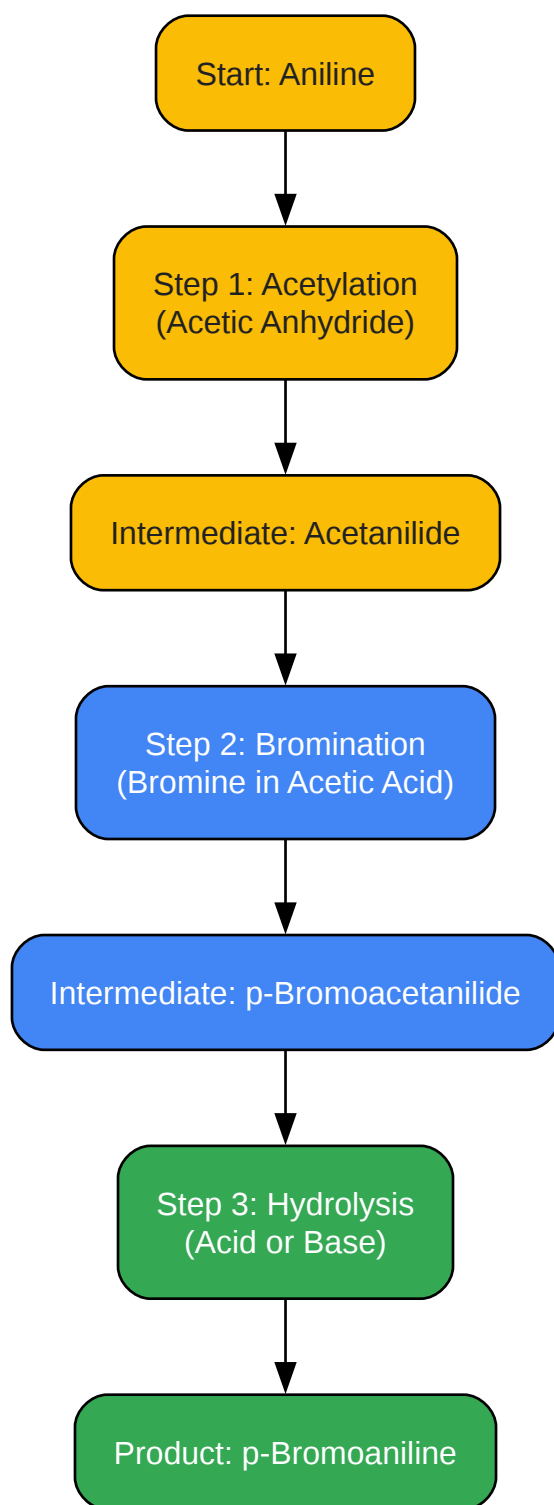 Start: Aniline
Step 1: Acetylation
(Acetic Anhydride)
Intermediate: Acetanilide
Step 2: Bromination
(Bromine in Acetic Acid)
Intermediate: p-Bromoacetanilide
Step 3: Hydrolysis
(Acid or Base)
Product: p-Bromoaniline